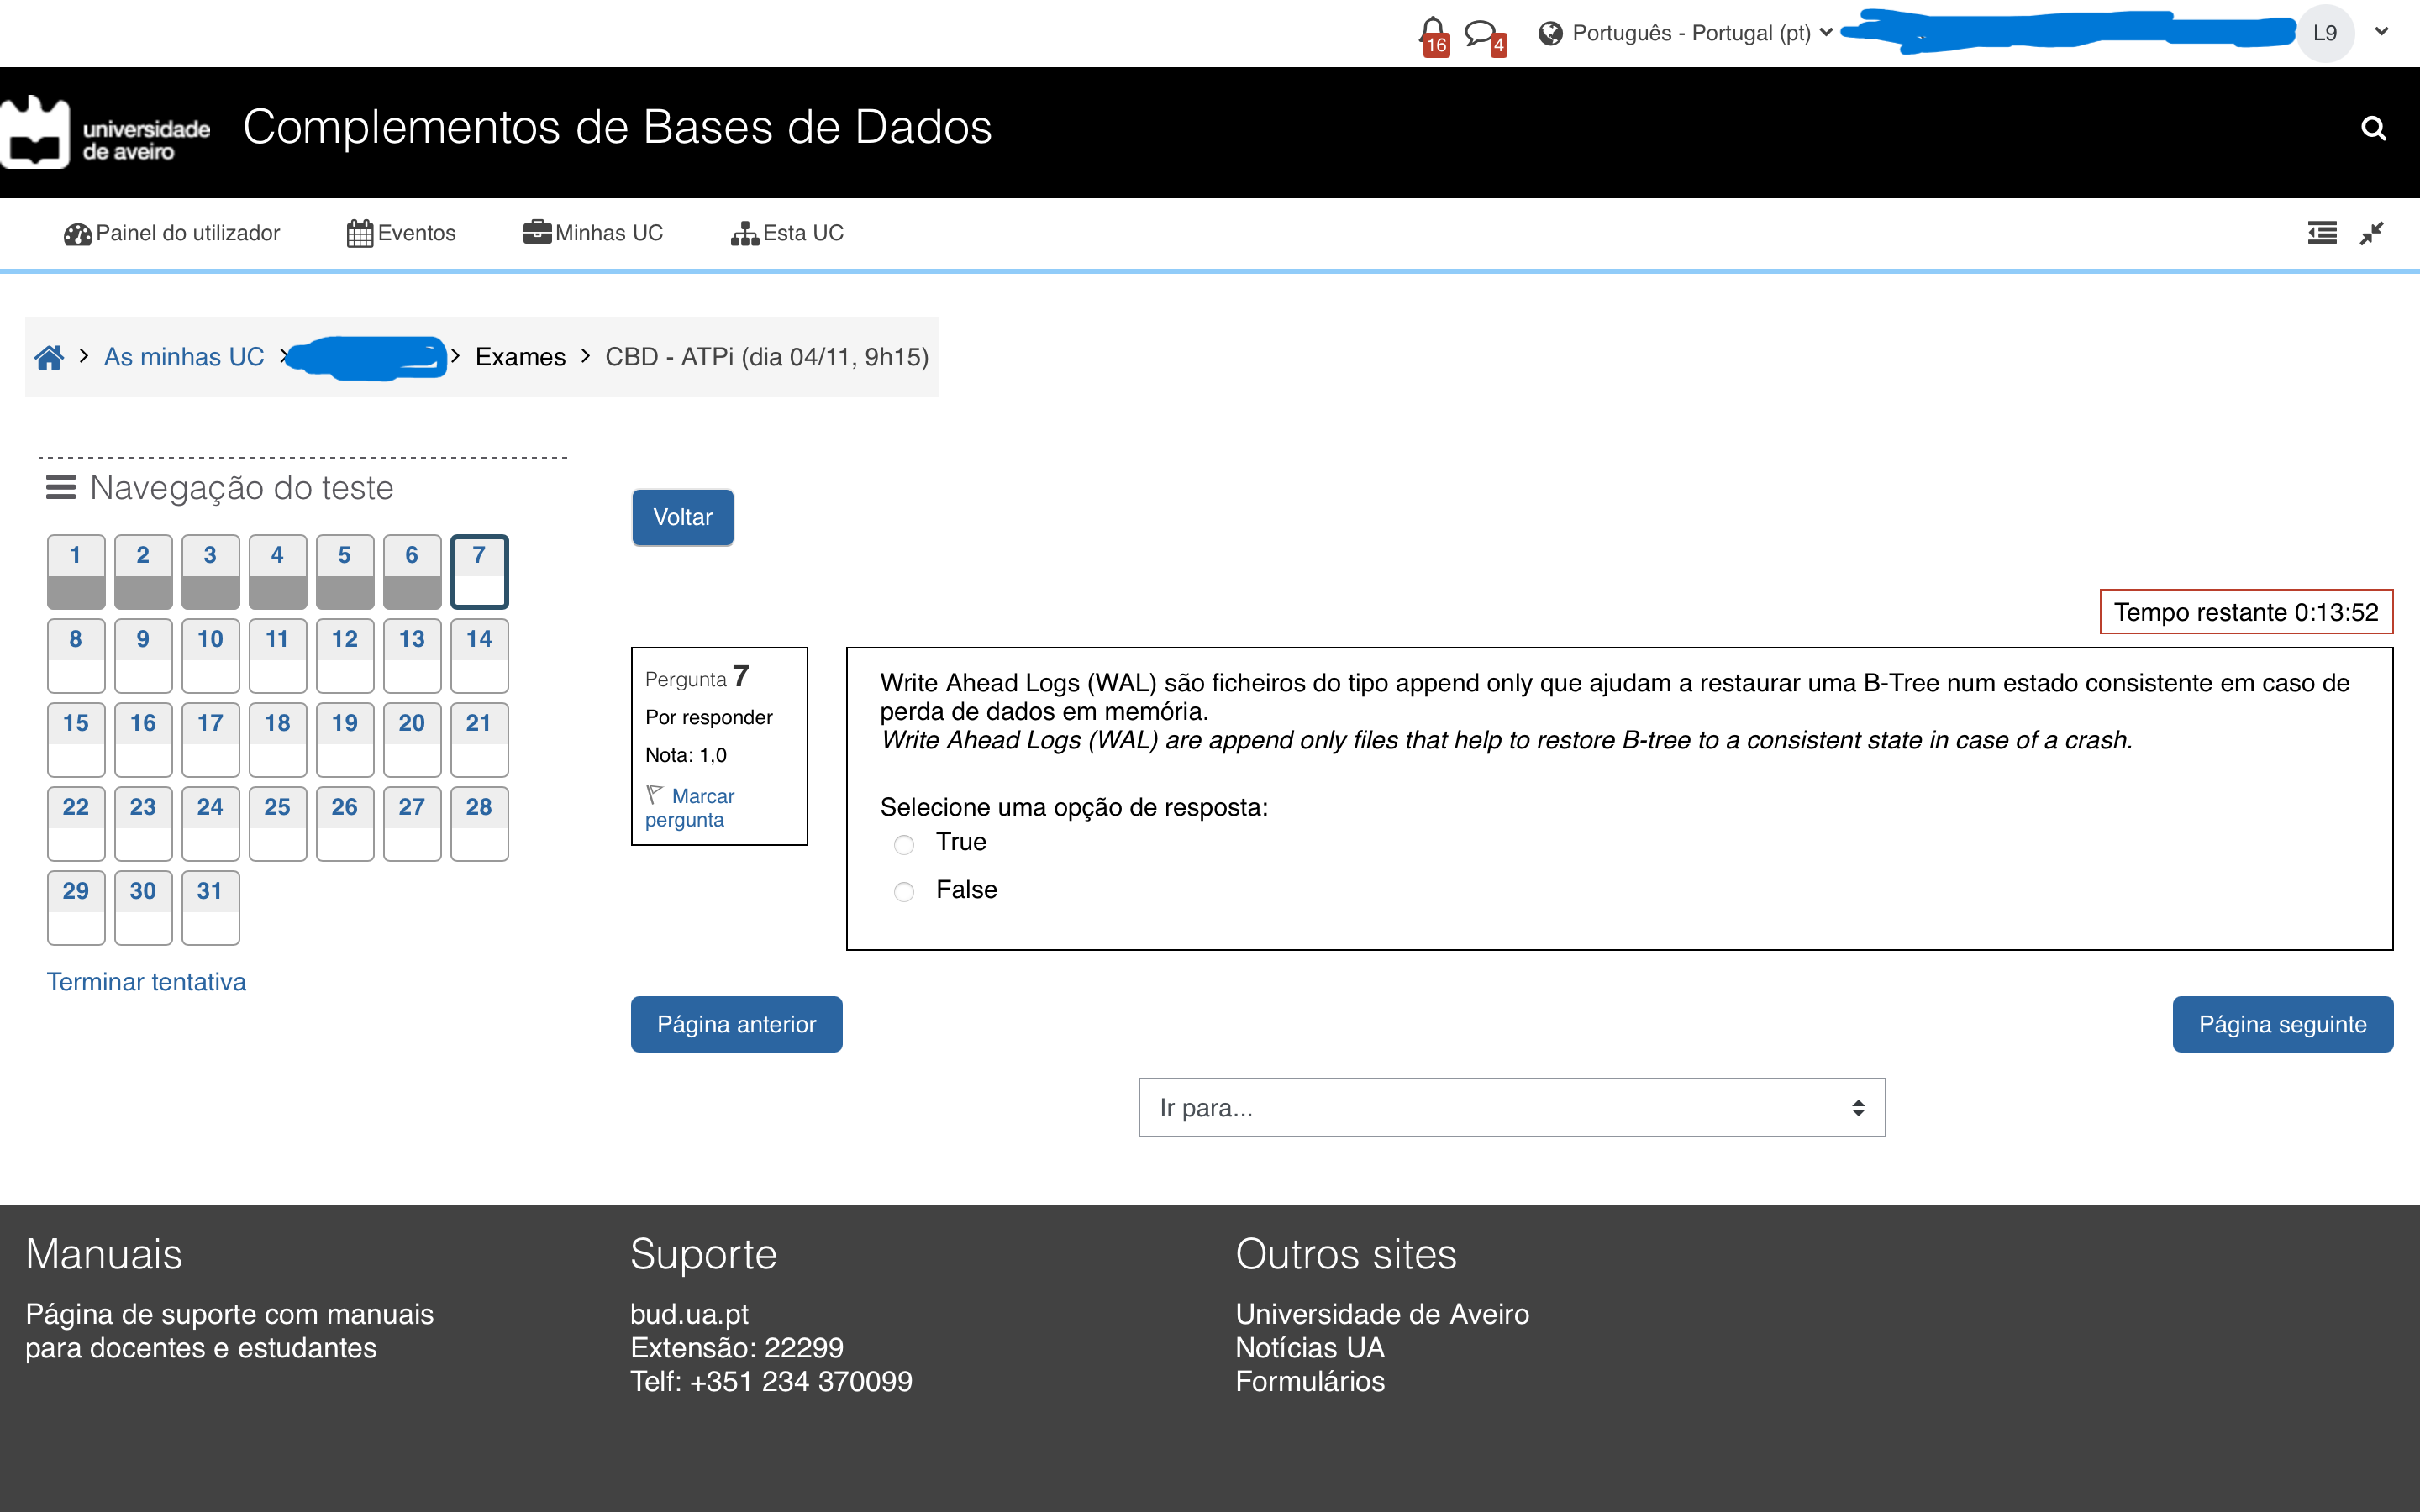 16
4
Português - Portugal (pt)
L9
universidade
de aveiro
Complementos de Bases de Dados
Painel do utilizador
Eventos
Minhas UC
Esta UC
As minhas UC
Exames
CBD - ATPi (dia 04/11, 9h15)
Navegação do teste
1 2 3 4 5 6 7
8 9 10 11 12 13 14
15 16 17 18 19 20 21
22 23 24 25 26 27 28
29 30 31
Terminar tentativa
Voltar
Tempo restante 0:13:52
Pergunta 7
Por responder
Nota: 1,0
Marcar
pergunta
Write Ahead Logs (WAL) são ficheiros do tipo append only que ajudam a restaurar uma B-Tree num estado consistente em caso de
perda de dados em memória.
Write Ahead Logs (WAL) are append only files that help to restore B-tree to a consistent state in case of a crash.
Selecione uma opção de resposta:
True
False
Página anterior
Página seguinte
Ir para...
Manuais
Página de suporte com manuais
para docentes e estudantes
Suporte
bud.ua.pt
Extensão: 22299
Telf: +351 234 370099
Outros sites
Universidade de Aveiro
Notícias UA
Formulários